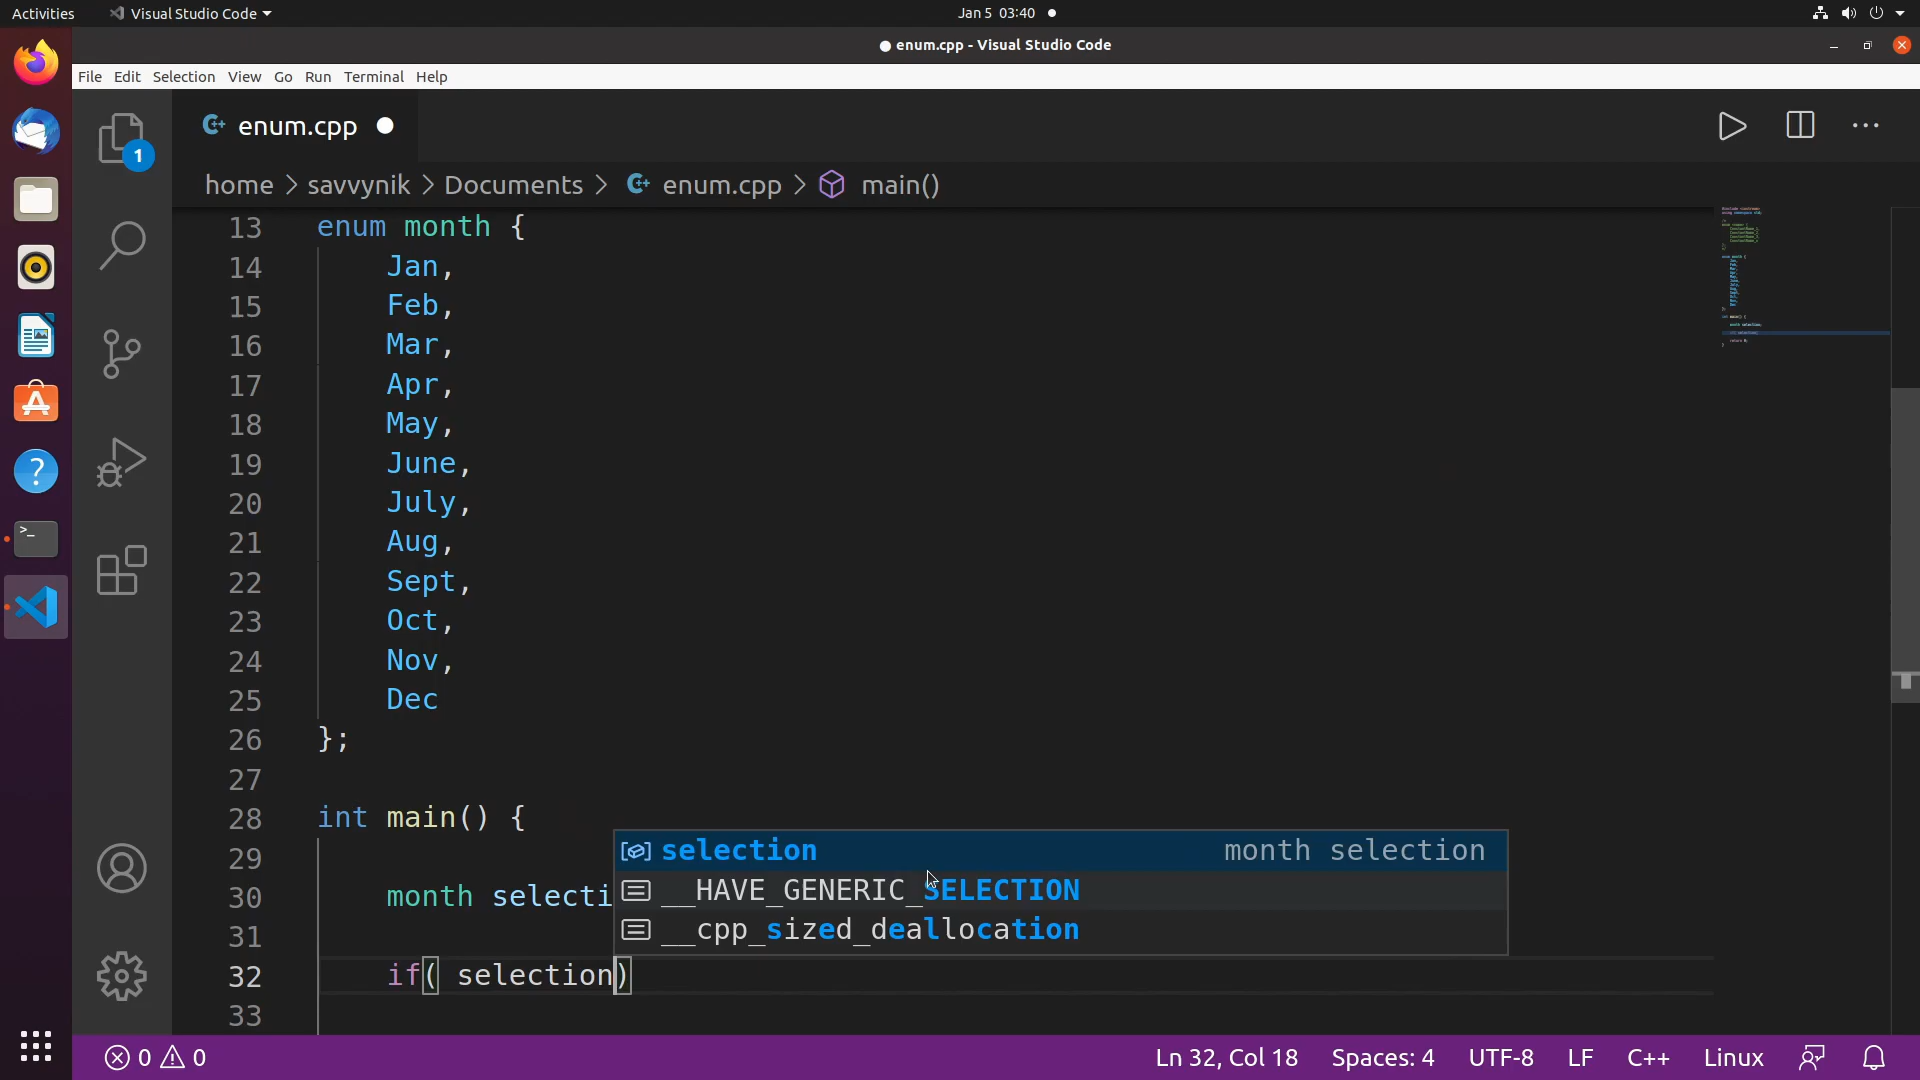 Activities Visual Studio Code Jan 5 03:40
enum.cpp - Visual Studio Code
File Edit Selection View Go Run Terminal Help
enum.cpp
1
home > savvynik > Documents > enum.cpp > main()
13 enum month {
14 Jan,
15 Feb,
16 Mar,
17 Apr,
18 May,
19 June,
20 July,
21 Aug,
22 Sept,
23 Oct,
24 Nov,
25 Dec
26 };
27
28 int main() {
29
selection month selection
__HAVE_GENERIC_SELECTION
30 month selecti
__cpp_sized_deallocation
31
32 if( selection)
33
0 0 Ln 32, Col 18 Spaces: 4 UTF-8 LF C++ Linux